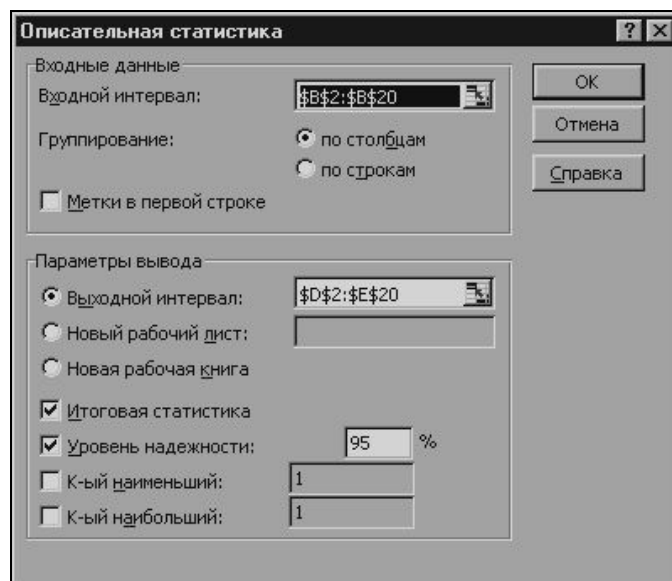 Описательная статистика
Входные данные
Входной интервал: $B$2:$B$20
Группирование: по столбцам
по строкам
Метки в первой строке
OK
Отмена
Справка
Параметры вывода
Выходной интервал: $D$2:$E$20
Новый рабочий лист:
Новая рабочая книга
Итоговая статистика
Уровень надежности: 95 %
К-ый наименьший: 1
К-ый наибольший: 1